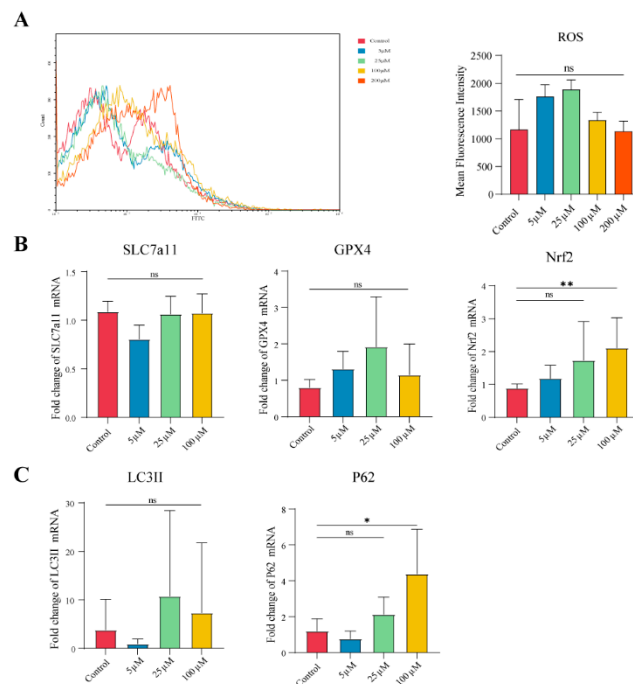 A
Control
5μM
25μM
100μM
200μM
Count
FITC
ROS
Mean Fluorescence Intensity
2500
2000
1500
1000
500
0
ns
Control
5μM
25 μM
100 μM
200 μM
B
SLC7a11
Fold change of SLC7a11 mRNA
1.5
1.0
0.5
0.0
ns
Control
5μM
25 μM
100 μM
GPX4
Fold change of GPX4 mRNA
4
3
2
1
0
ns
Control
5μM
25 μM
100 μM
Nrf2
Fold change of Nrf2 mRNA
4
3
2
1
0
**
ns
Control
5μM
25μM
100 μM
C
LC3II
Fold change of LC3II mRNA
30
20
10
0
ns
Control
5 μM
25 μM
100 μM
P62
Fold change of P62 mRNA
8
6
4
2
0
*
ns
Control
5 μM
25 μM
100 μM